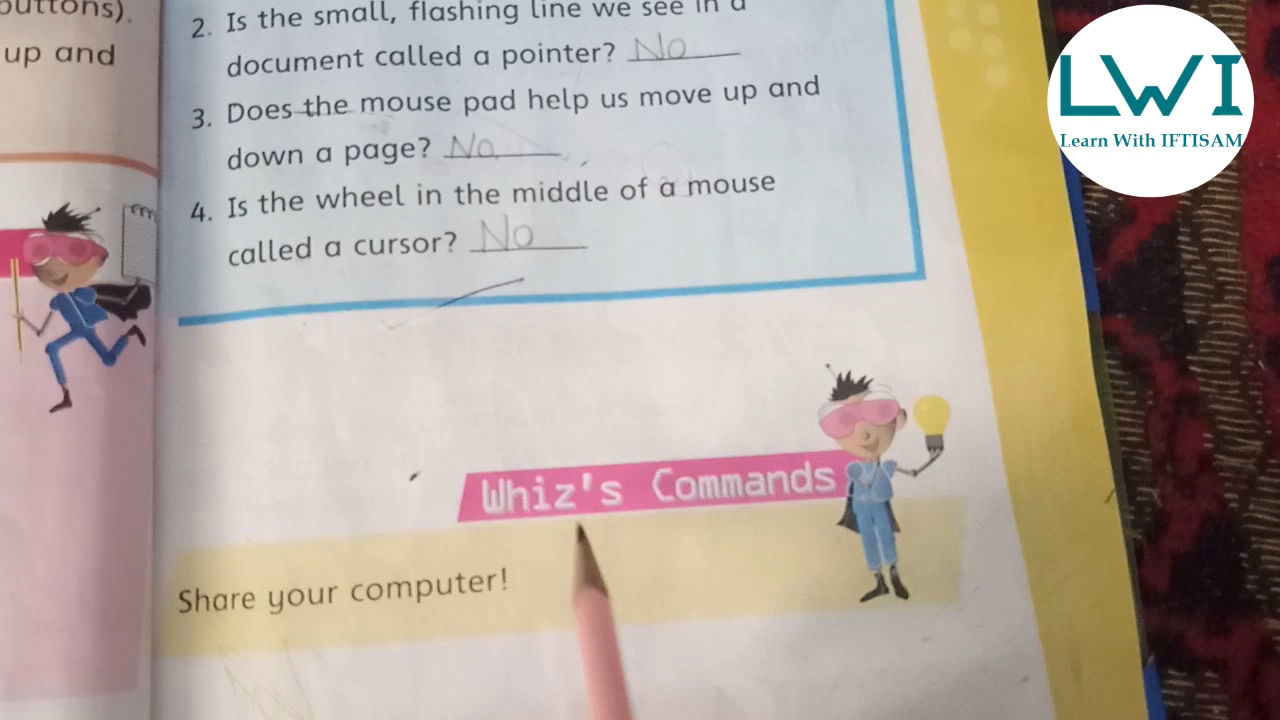 buttons).
up and
2. Is the small, flashing line we see in a
document called a pointer? No
3. Does the mouse pad help us move up and
down a page? No
4. Is the wheel in the middle of a mouse
called a cursor? No
Whiz's Commands
Share your computer!
LWI
Learn With IFTISAM